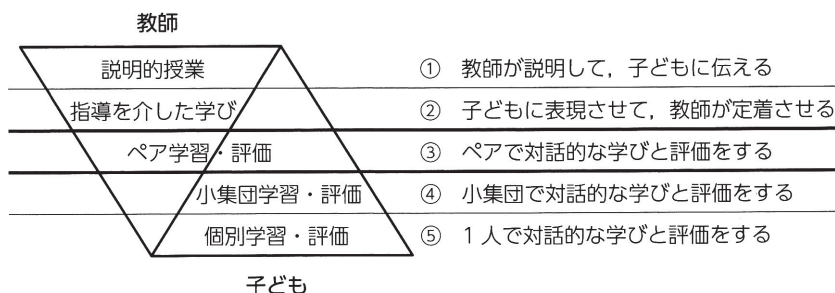 教師
説明的授業 ① 教師が説明して，子どもに伝える
指導を介した学び ② 子どもに表現させて，教師が定着させる
ペア学習・評価 ③ ペアで対話的な学びと評価をする
小集団学習・評価 ④ 小集団で対話的な学びと評価をする
個別学習・評価 ⑤ 1人で対話的な学びと評価をする
子ども